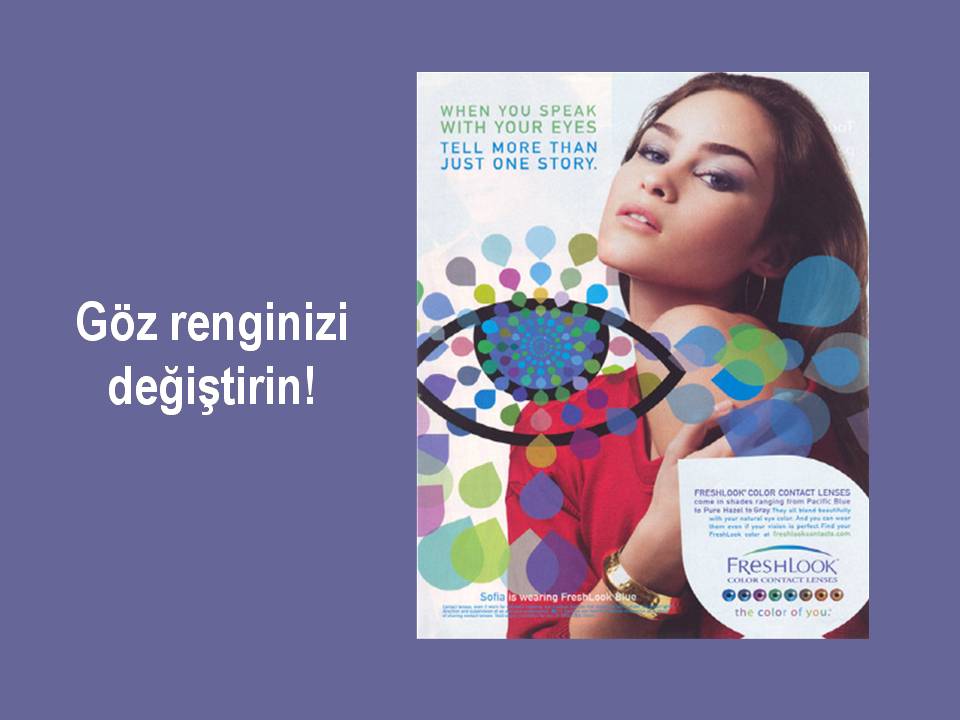 Göz renginizi
değiştirin!
WHEN YOU SPEAK
WITH YOUR EYES
TELL MORE THAN
JUST ONE STORY.
FRESHLOOK® COLOR CONTACT LENSES
come in shades ranging from Pacific Blue
to Pure Hazel to Gray. They all blend beautifully
with your natural eye color. And you can wear
them even if your vision is perfect. Find your
FreshLook color at freshlookcontacts.com
FRESHLOOK™
COLOR CONTACT LENSES
the color of you.™
Sofia is wearing FreshLook Blue